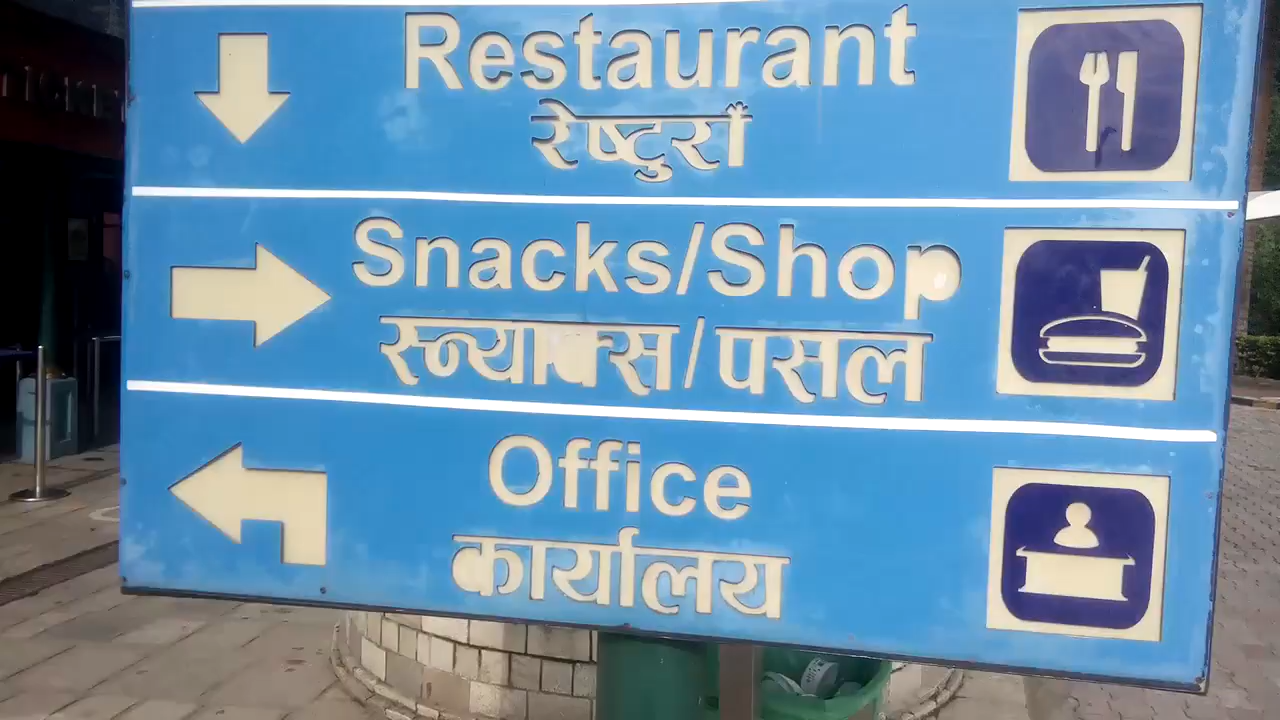 Restaurant
रेष्टुराँ
Snacks/Shop
स्न्याक्स/पसल
Office
कार्यालय